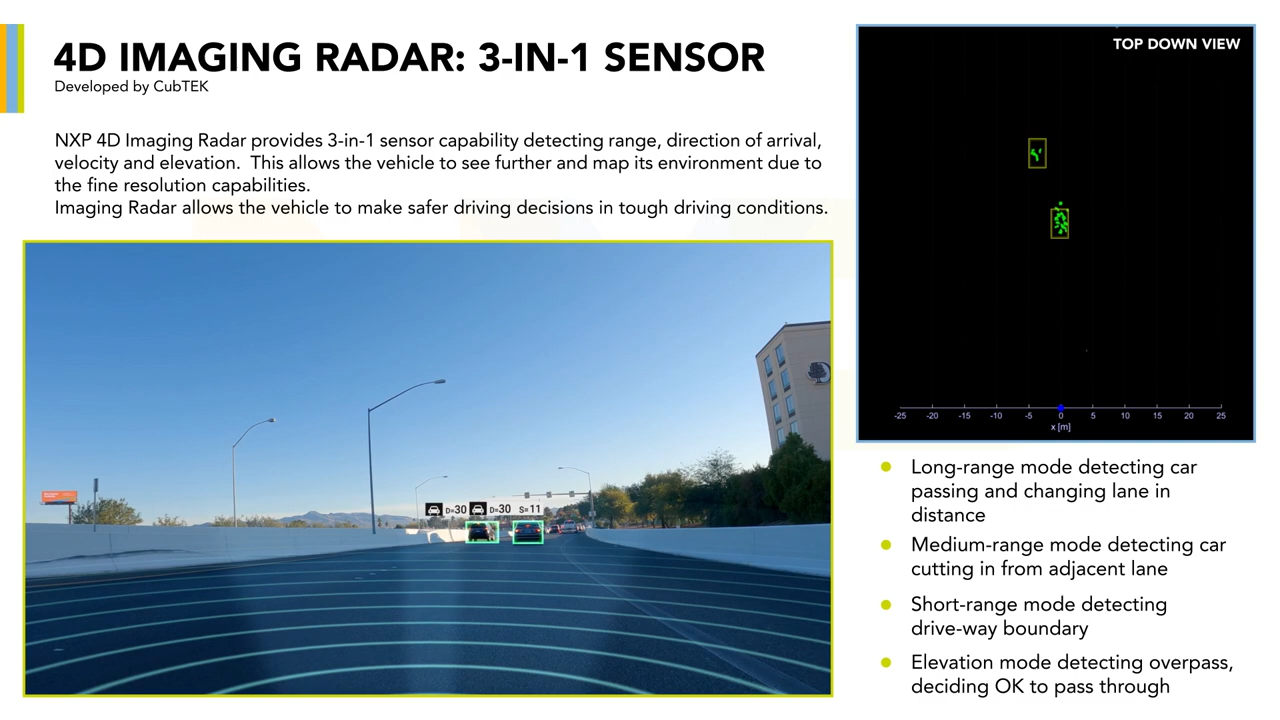 4D IMAGING RADAR: 3-IN-1 SENSOR
Developed by CubTEK
NXP 4D Imaging Radar provides 3-in-1 sensor capability detecting range, direction of arrival,
velocity and elevation.  This allows the vehicle to see further and map its environment due to
the fine resolution capabilities.
Imaging Radar allows the vehicle to make safer driving decisions in tough driving conditions.
D=30 D=30 S=11
TOP DOWN VIEW
-25 -20 -15 -10 -5 0 5 10 15 20 25
x [m]
Long-range mode detecting car
passing and changing lane in
distance
Medium-range mode detecting car
cutting in from adjacent lane
Short-range mode detecting
drive-way boundary
Elevation mode detecting overpass,
deciding OK to pass through